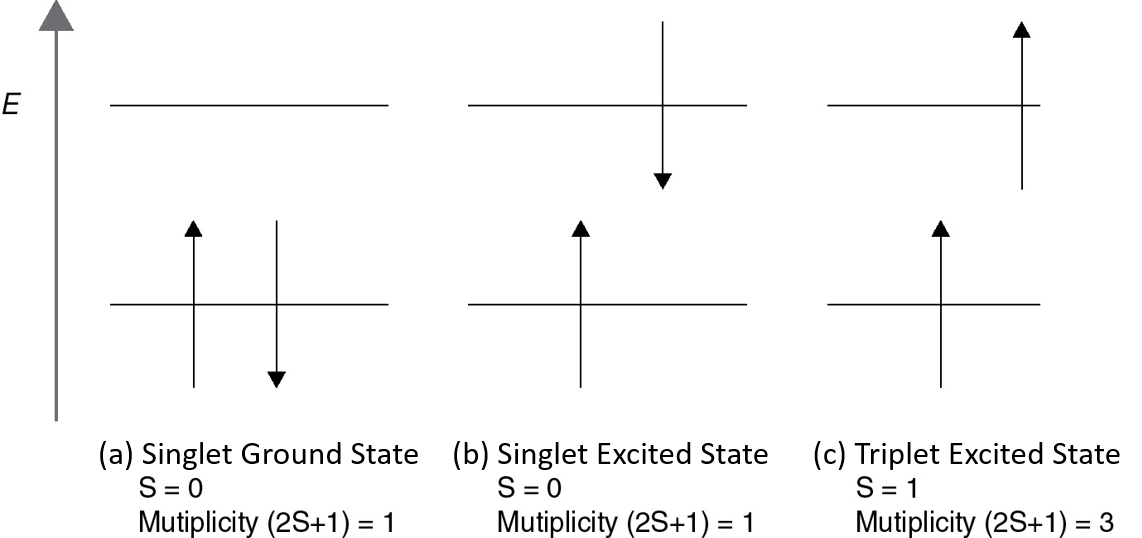 E
(a) Singlet Ground State
S = 0
Mutiplicity (2S+1) = 1
(b) Singlet Excited State
S = 0
Mutiplicity (2S+1) = 1
(c) Triplet Excited State
S = 1
Mutiplicity (2S+1) = 3